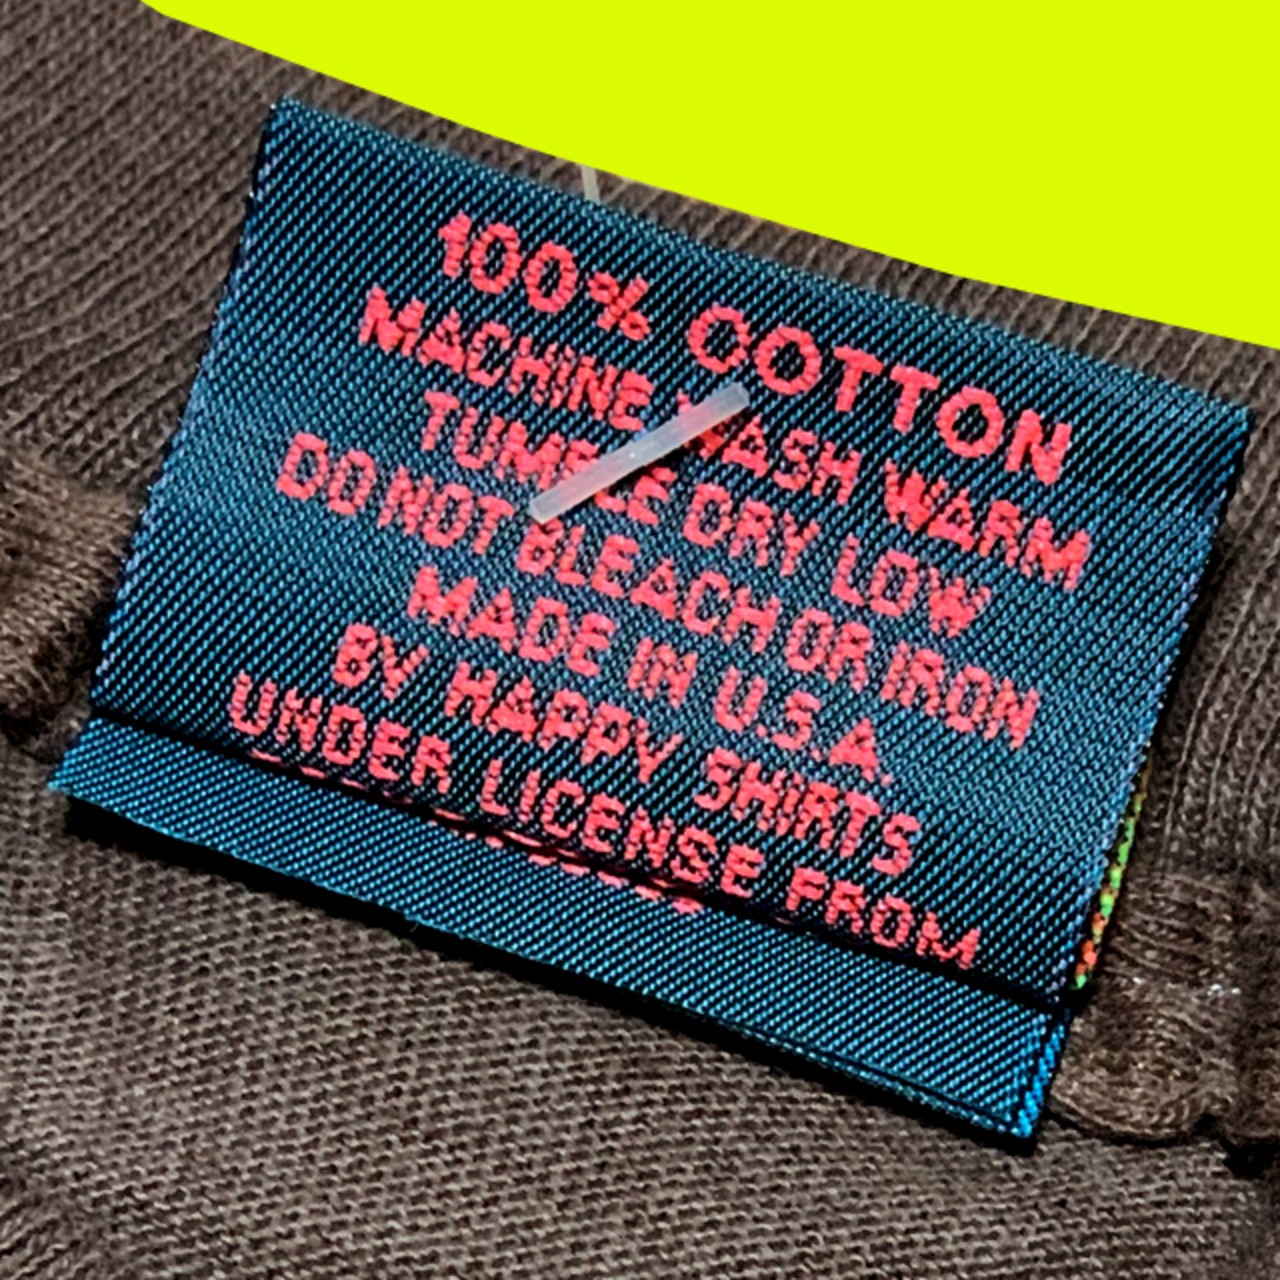 100% COTTON
MACHINE WASH WARM
TUMBLE DRY LOW
DO NOT BLEACH OR IRON
MADE IN U.S.A.
BY HAPPY SHIRTS
UNDER LICENSE FROM